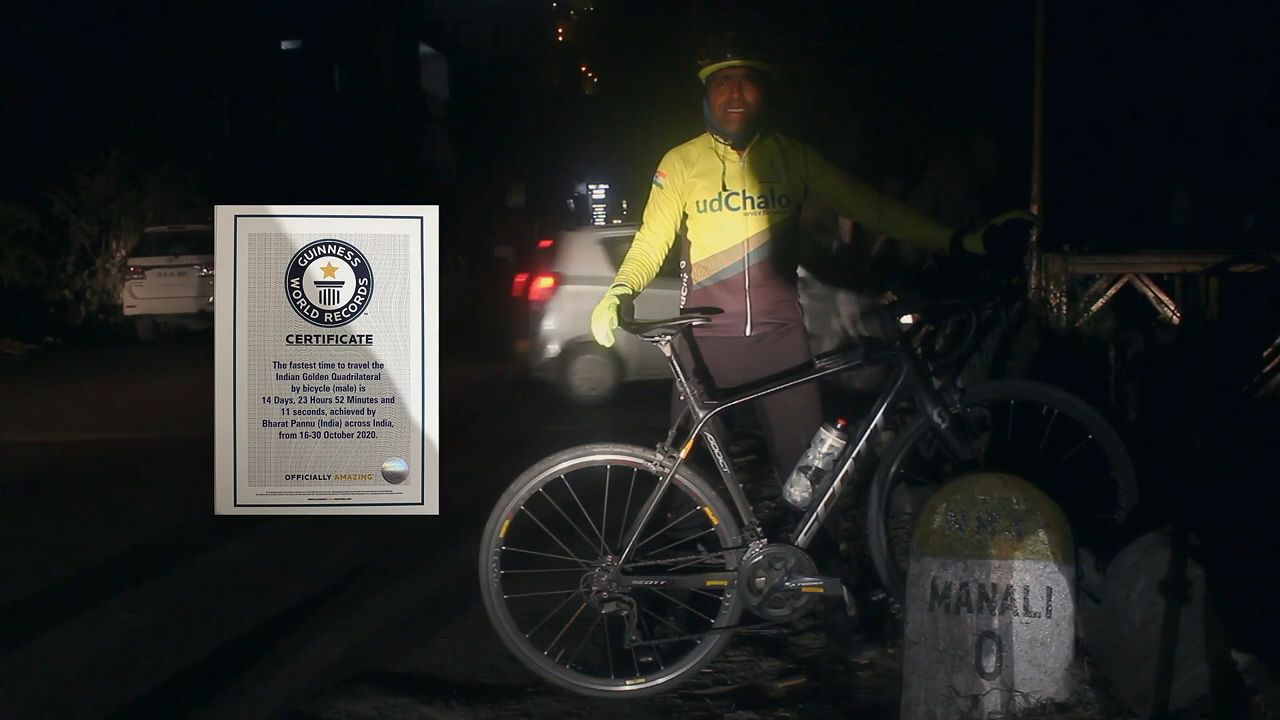 GUINNESS
WORLD RECORDS
CERTIFICATE
The fastest time to travel the
Indian Golden Quadrilateral
by bicycle (male) is
14 Days, 23 Hours 52 Minutes and
11 seconds, achieved by
Bharat Pannu (India) across India,
from 16-30 October 2020.
OFFICIALLY AMAZING
udChalo
ADDICT
SCOTT
MANALI
0